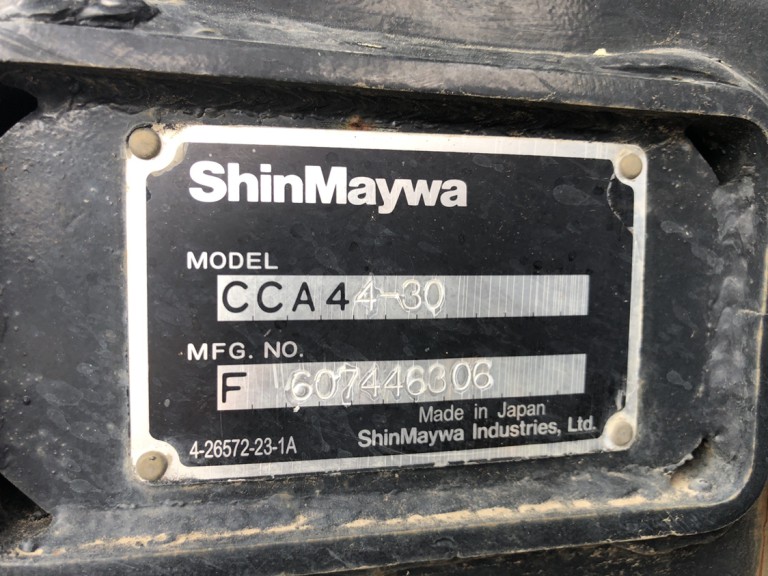 ShinMaywa
MODEL
CCA44-30
MFG. NO.
F 607446306
Made in Japan
4-26572-23-1A
ShinMaywa Industries, Ltd.